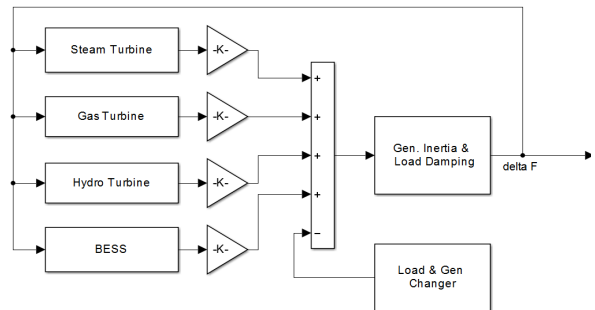 Steam Turbine
-K-
+
Gas Turbine
-K-
+
Gen. Inertia &
Load Damping
delta F
Hydro Turbine
-K-
+
BESS
-K-
+
−
Load & Gen
Changer